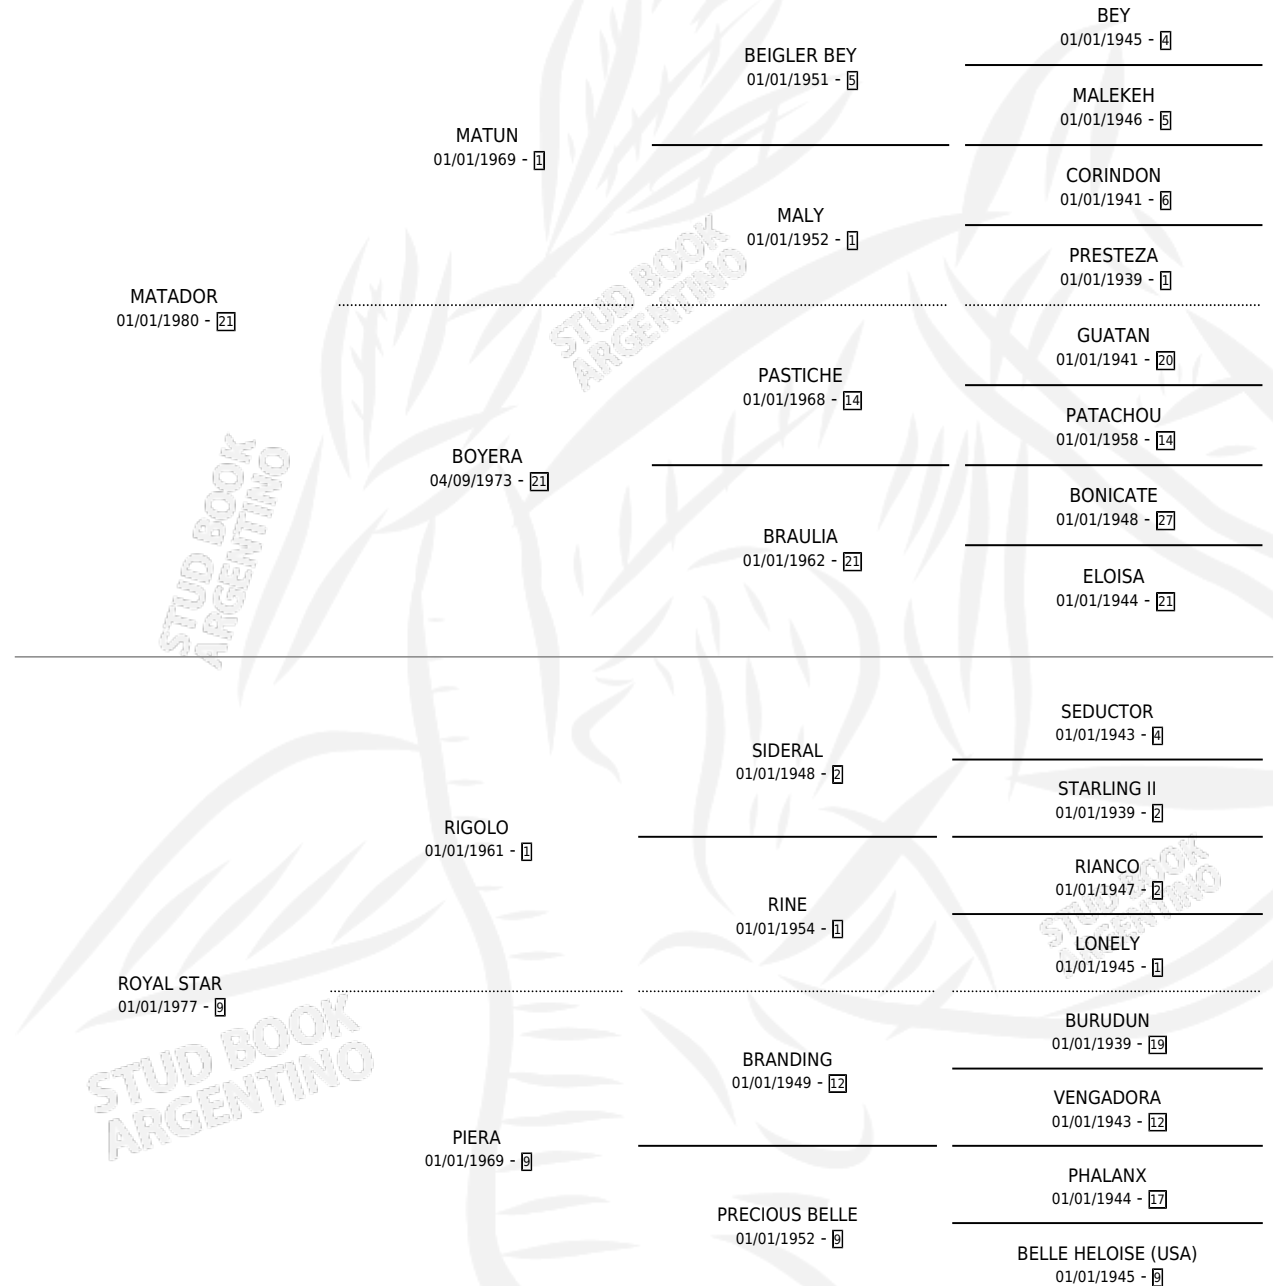 BEY
01/01/1945 - 4
BEIGLER BEY
01/01/1951 - 5
MALEKEH
01/01/1946 - 5
MATUN
01/01/1969 - 1
CORINDON
01/01/1941 - 6
MALY
01/01/1952 - 1
PRESTEZA
01/01/1939 - 1
MATADOR
01/01/1980 - 21
GUATAN
01/01/1941 - 20
PASTICHE
01/01/1968 - 14
PATACHOU
01/01/1958 - 14
BOYERA
04/09/1973 - 21
BONICATE
01/01/1948 - 27
BRAULIA
01/01/1962 - 21
ELOISA
01/01/1944 - 21
SEDUCTOR
01/01/1943 - 4
SIDERAL
01/01/1948 - 2
STARLING II
01/01/1939 - 2
RIGOLO
01/01/1961 - 1
RIANCO
01/01/1947 - 2
RINE
01/01/1954 - 1
LONELY
01/01/1945 - 1
ROYAL STAR
01/01/1977 - 9
BURUDUN
01/01/1939 - 19
BRANDING
01/01/1949 - 12
VENGADORA
01/01/1943 - 12
PIERA
01/01/1969 - 9
PHALANX
01/01/1944 - 17
PRECIOUS BELLE
01/01/1952 - 9
BELLE HELOISE (USA)
01/01/1945 - 9
STUD BOOK
ARGENTINO
STUD BOOK
ARGENTINO
STUD BOOK
ARGENTINO
STUD BOOK
ARGENTINO